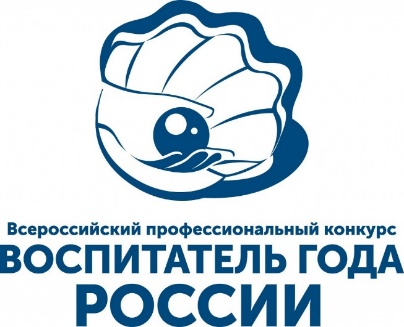 Всероссийский профессиональный конкурс
ВОСПИТАТЕЛЬ ГОДА
РОССИИ